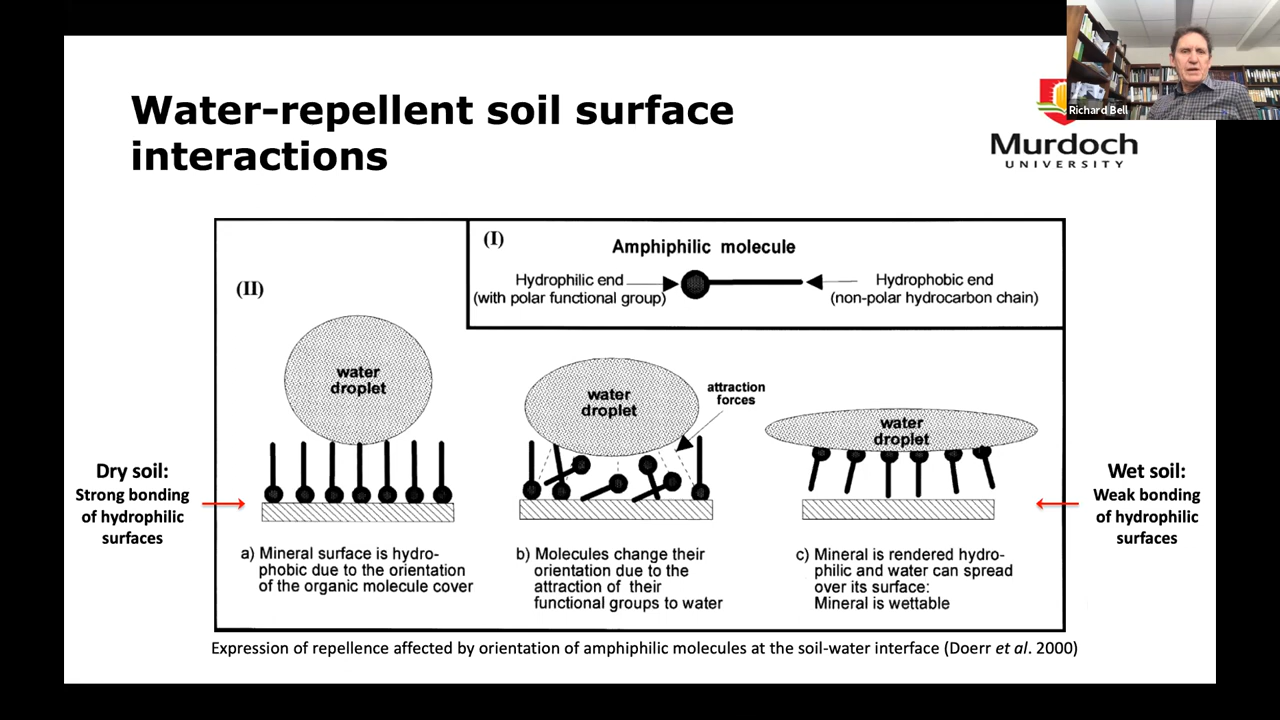 Richard Bell
Water-repellent soil surface
interactions
Murdoch
UNIVERSITY
(I)
Amphiphilic molecule
Hydrophilic end
(with polar functional group)
Hydrophobic end
(non-polar hydrocarbon chain)
(II)
water
droplet
water
droplet
attraction
forces
water
droplet
Dry soil:
Strong bonding
of hydrophilic
surfaces
Wet soil:
Weak bonding
of hydrophilic
surfaces
a) Mineral surface is hydro-
phobic due to the orientation
of the organic molecule cover
b) Molecules change their
orientation due to the
attraction of their
functional groups to water
c) Mineral is rendered hydro-
philic and water can spread
over its surface:
Mineral is wettable
Expression of repellence affected by orientation of amphiphilic molecules at the soil-water interface (Doerr et al. 2000)